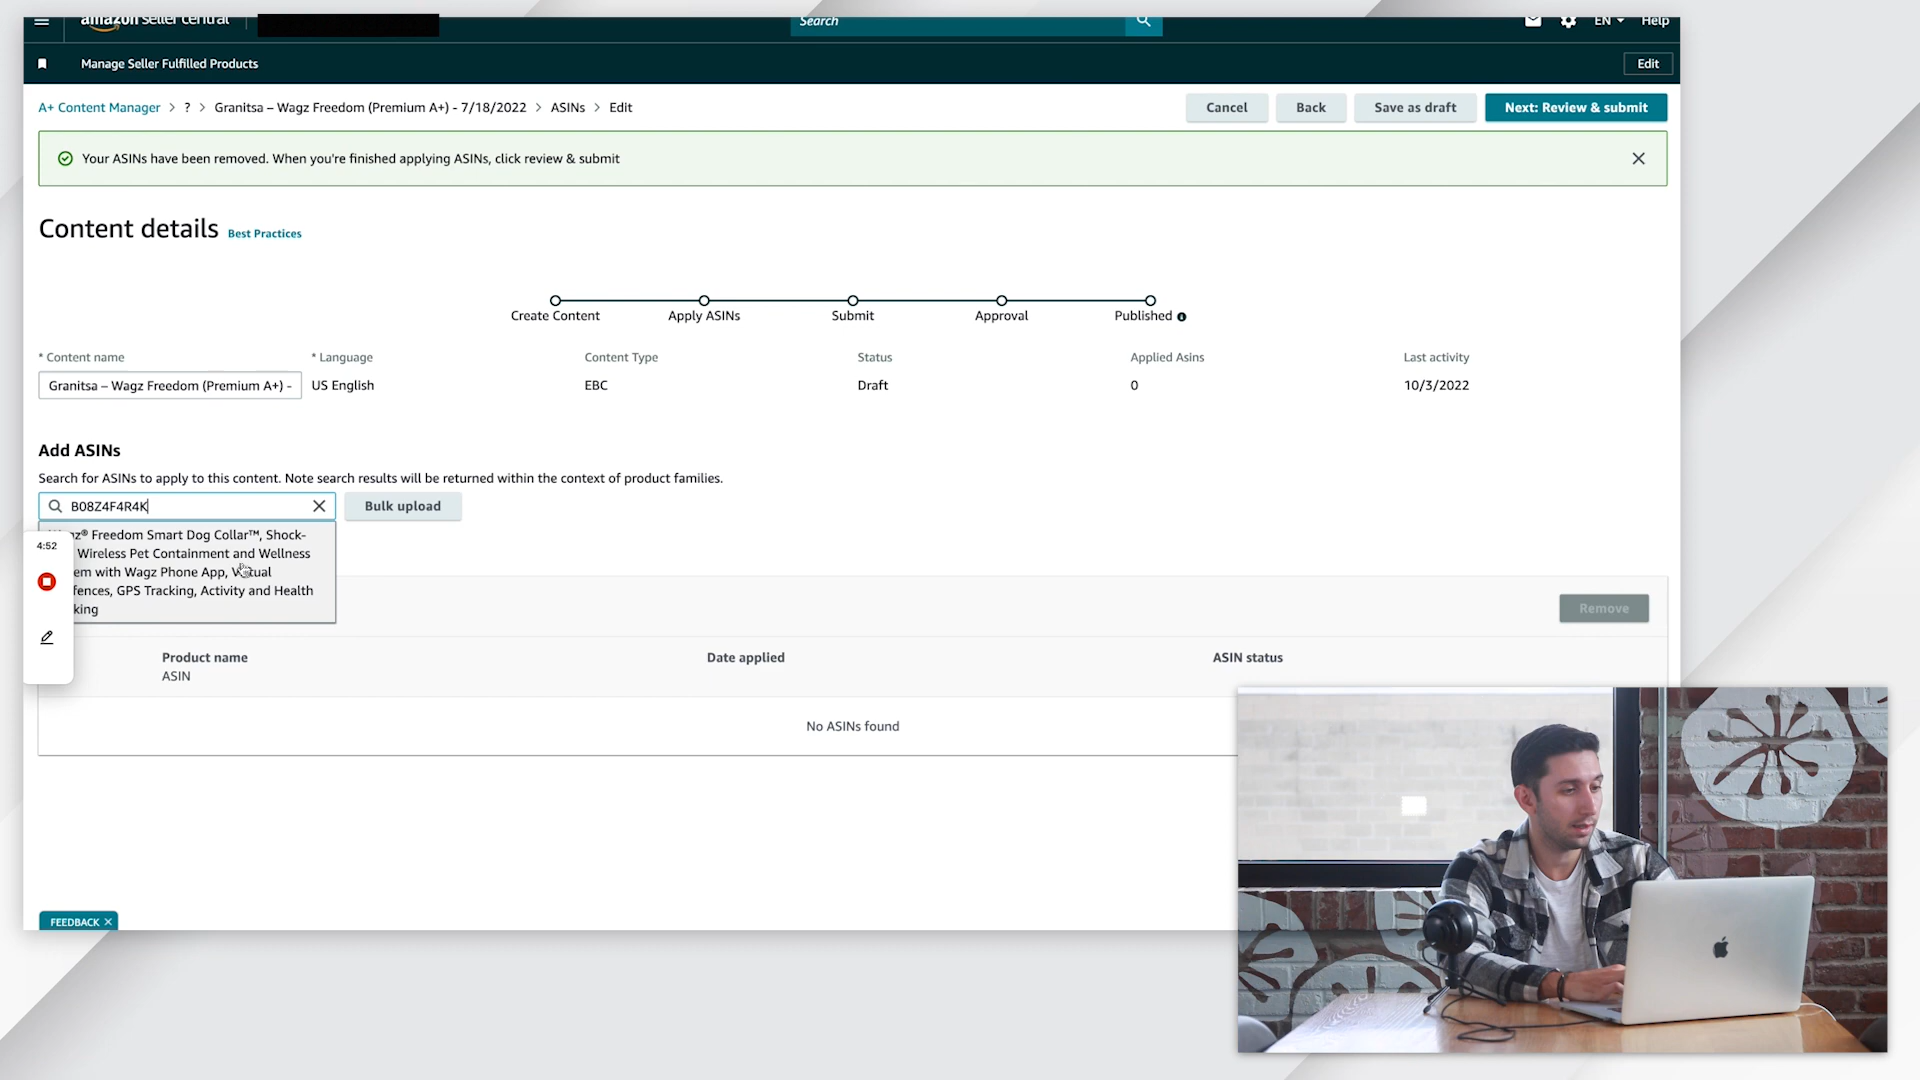 amazon seller central
Search
EN
Help
Manage Seller Fulfilled Products
Edit
A+ Content Manager > ? > Granitsa – Wagz Freedom (Premium A+) - 7/18/2022 > ASINs > Edit
Cancel
Back
Save as draft
Next: Review & submit
Your ASINs have been removed. When you're finished applying ASINs, click review & submit
Content details Best Practices
Create Content
Apply ASINs
Submit
Approval
Published
* Content name
* Language
Content Type
Status
Applied Asins
Last activity
Granitsa – Wagz Freedom (Premium A+) -
US English
EBC
Draft
0
10/3/2022
Add ASINs
Search for ASINs to apply to this content. Note search results will be returned within the context of product families.
B08Z4F4R4K
Bulk upload
Freedom Smart Dog Collar™, Shock-
Wireless Pet Containment and Wellness
with Wagz Phone App, Virtual
fences, GPS Tracking, Activity and Health
4:52
Remove
Product name
Date applied
ASIN status
ASIN
No ASINs found
FEEDBACK